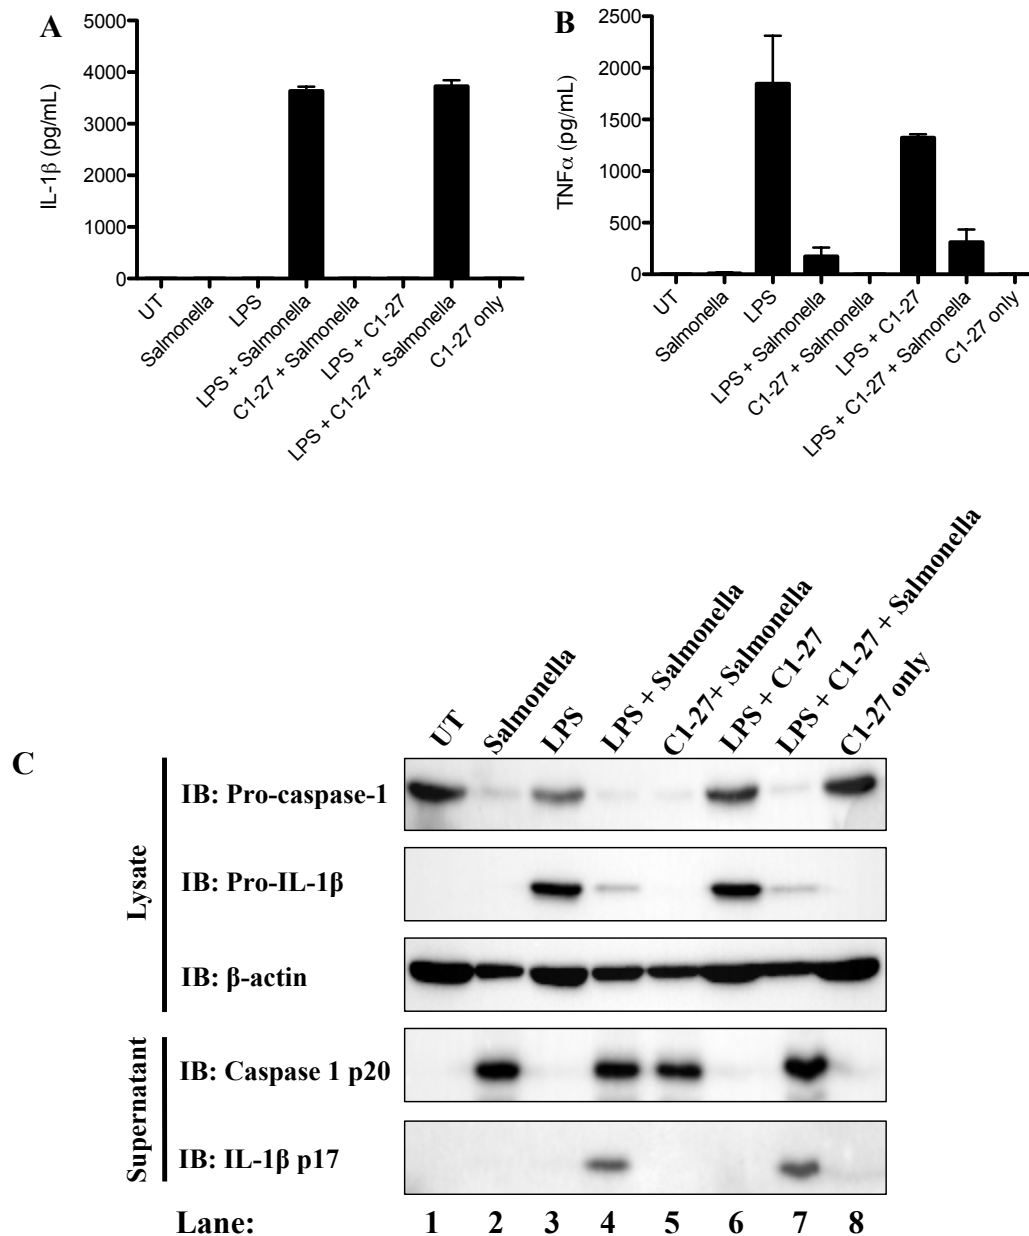 A
IL-1β (pg/mL)
5000
4000
3000
2000
1000
0
UT
Salmonella
LPS
LPS + Salmonella
C1-27 + Salmonella
LPS + C1-27
LPS + C1-27 + Salmonella
C1-27 only
B
TNFα (pg/mL)
2500
2000
1500
1000
500
0
UT
Salmonella
LPS
LPS + Salmonella
C1-27 + Salmonella
LPS + C1-27
LPS + C1-27 + Salmonella
C1-27 only
C
UT
Salmonella
LPS
LPS + Salmonella
C1-27+ Salmonella
LPS + C1-27
LPS + C1-27 + Salmonella
C1-27 only
Lysate
IB: Pro-caspase-1
IB: Pro-IL-1β
IB: β-actin
Supernatant
IB: Caspase 1 p20
IB: IL-1β p17
Lane: 1 2 3 4 5 6 7 8